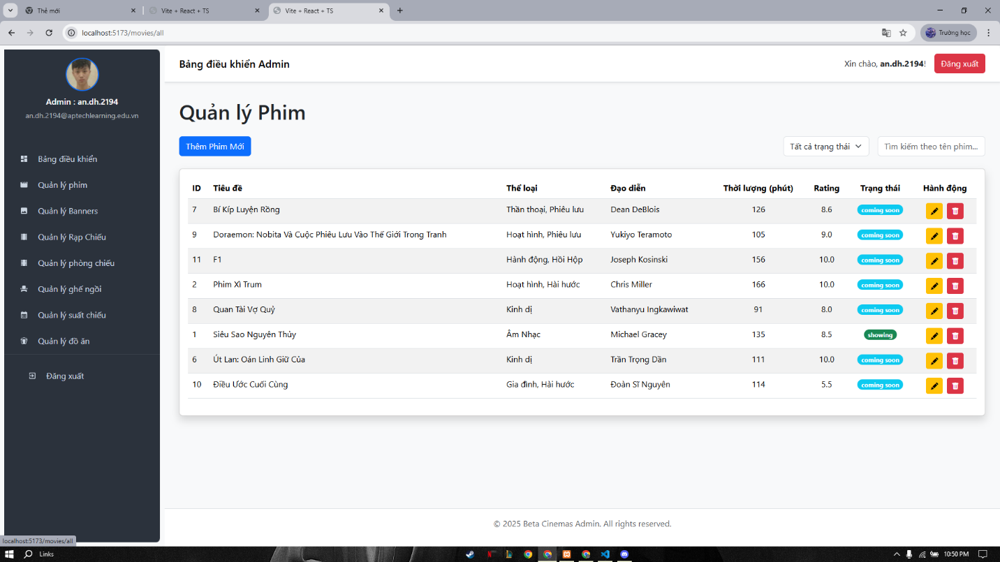 Thẻ mới
Vite + React + TS
Vite + React + TS
localhost:5173/movies/all
Trường học
Admin : an.dh.2194
an.dh.2194@aptechlearning.edu.vn
Bảng điều khiển
Quản lý phim
Quản lý Banners
Quản lý Rạp Chiếu
Quản lý phòng chiếu
Quản lý ghế ngồi
Quản lý suất chiếu
Quản lý đồ ăn
Đăng xuất
Bảng điều khiển Admin
Xin chào, an.dh.2194!
Đăng xuất
Quản lý Phim
Thêm Phim Mới
Tất cả trạng thái
Tìm kiếm theo tên phim...
ID Tiêu đề Thể loại Đạo diễn Thời lượng (phút) Rating Trạng thái Hành động
7 Bí Kíp Luyện Rồng Thần thoại, Phiêu lưu Dean DeBlois 126 8.6 coming soon
9 Doraemon: Nobita Và Cuộc Phiêu Lưu Vào Thế Giới Trong Tranh Hoạt hình, Phiêu lưu Yukiyo Teramoto 105 9.0 coming soon
11 F1 Hành động, Hồi Hộp Joseph Kosinski 156 10.0 coming soon
2 Phim Xì Trum Hoạt hình, Hài hước Chris Miller 166 10.0 coming soon
8 Quan Tài Vợ Quỷ Kinh dị Vathanyu Ingkawiwat 91 8.0 coming soon
1 Siêu Sao Nguyên Thủy Âm Nhạc Michael Gracey 135 8.5 showing
6 Út Lan: Oán Linh Giữ Của Kinh dị Trần Trọng Dần 111 10.0 coming soon
10 Điều Ước Cuối Cùng Gia đình, Hài hước Đoàn Sĩ Nguyên 114 5.5 coming soon
© 2025 Beta Cinemas Admin. All rights reserved.
localhost:5173/movies/all
Links
10:50 PM